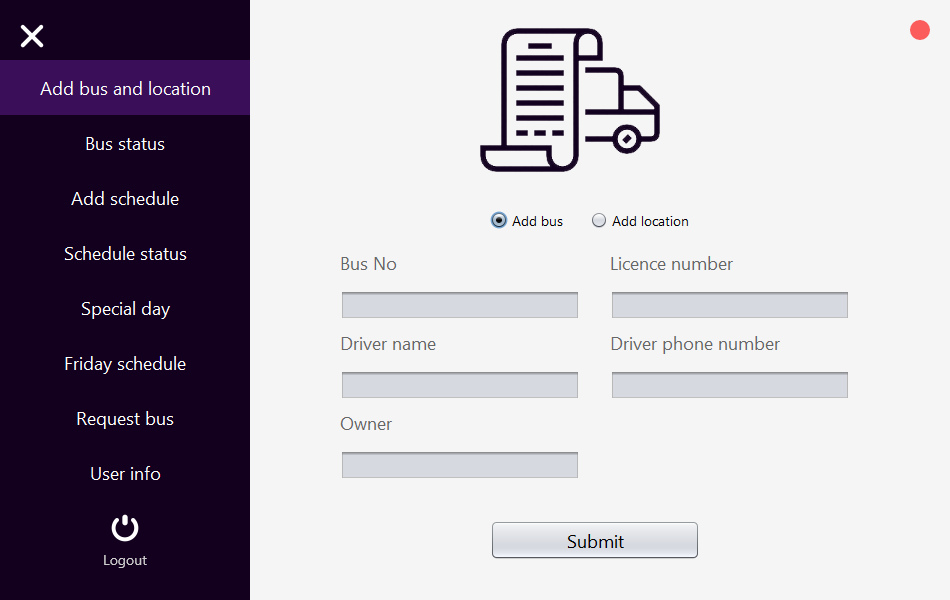 Add bus and location
Bus status
Add schedule
Schedule status
Special day
Friday schedule
Request bus
User info
Logout
Add bus Add location
Bus No Licence number
Driver name Driver phone number
Owner
Submit